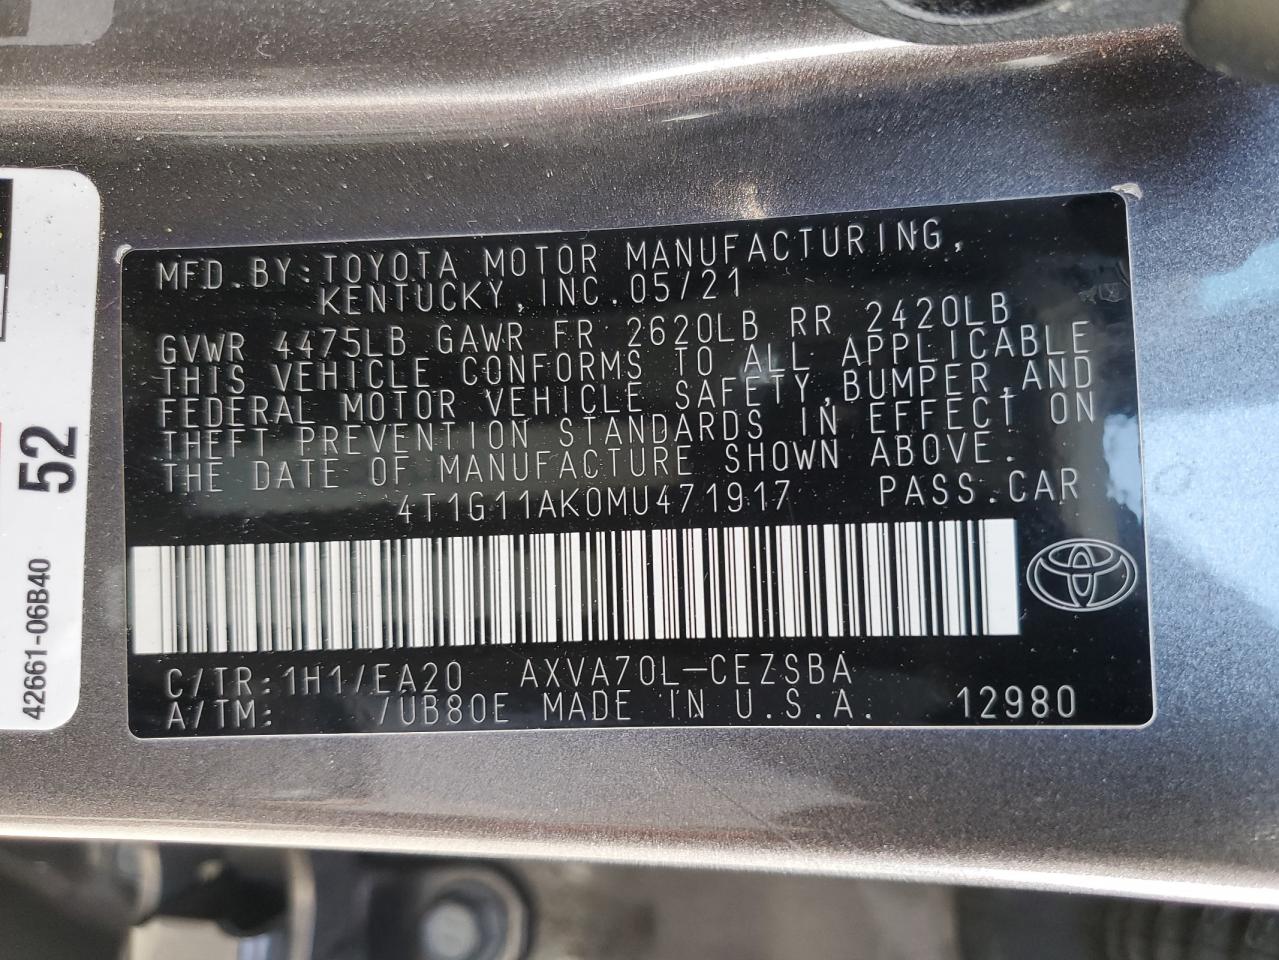 MFD.BY:TOYOTA MOTOR MANUFACTURING,
KENTUCKY,INC.05/21
GVWR 4475LB GAWR FR 2620LB RR 2420LB
THIS VEHICLE CONFORMS TO ALL APPLICABLE
FEDERAL MOTOR VEHICLE SAFETY,BUMPER,AND
THEFT PREVENTION STANDARDS IN EFFECT ON
THE DATE OF MANUFACTURE SHOWN ABOVE.
4T1G11AK0MU471917 PASS.CAR
C/TR:1H1/EA20 AXVA70L-CEZSBA
A/TM: /UB80E MADE IN U.S.A. 12980
52
42661-06B40